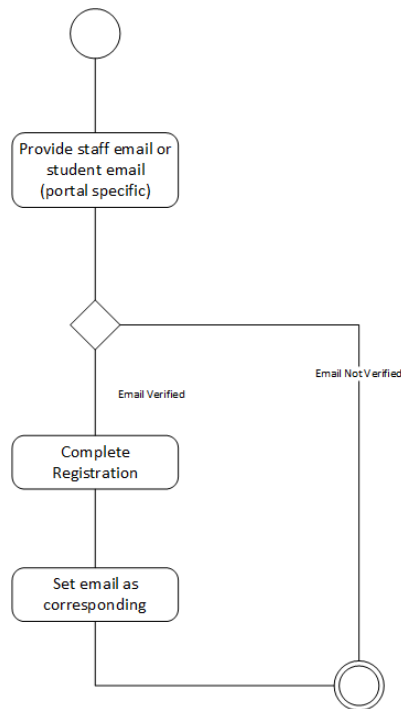 Provide staff email or
student email
(portal specific)
Email Not Verified
Email Verified
Complete
Registration
Set email as
corresponding